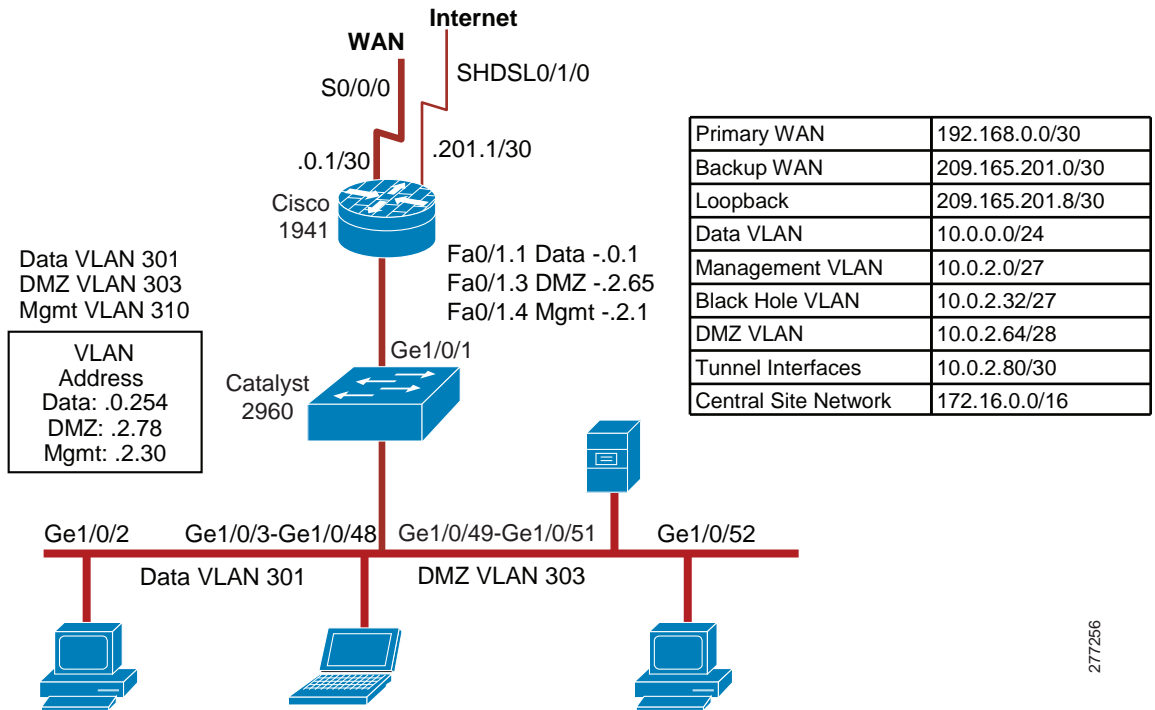 Internet
WAN
SHDSL0/1/0
S0/0/0
.0.1/30
.201.1/30
Cisco
1941
Fa0/1.1 Data -.0.1
Fa0/1.3 DMZ -.2.65
Fa0/1.4 Mgmt -.2.1
Data VLAN 301
DMZ VLAN 303
Mgmt VLAN 310
VLAN
Address
Data: .0.254
DMZ: .2.78
Mgmt: .2.30
Ge1/0/1
Catalyst
2960
Primary WAN 192.168.0.0/30
Backup WAN 209.165.201.0/30
Loopback 209.165.201.8/30
Data VLAN 10.0.0.0/24
Management VLAN 10.0.2.0/27
Black Hole VLAN 10.0.2.32/27
DMZ VLAN 10.0.2.64/28
Tunnel Interfaces 10.0.2.80/30
Central Site Network 172.16.0.0/16
Ge1/0/2 Ge1/0/3-Ge1/0/48 Ge1/0/49-Ge1/0/51 Ge1/0/52
Data VLAN 301 DMZ VLAN 303
277256